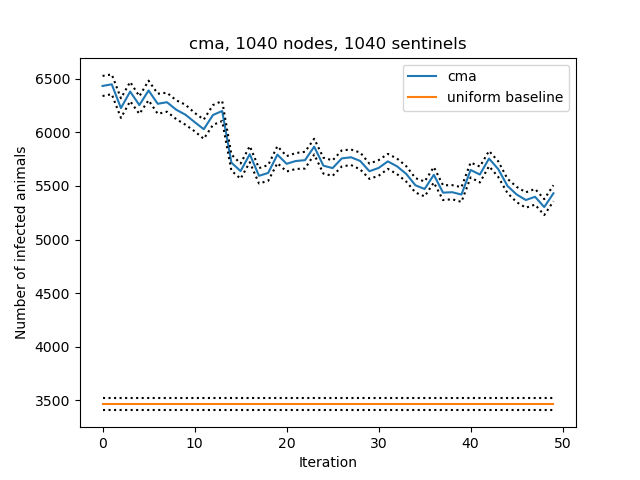 cma, 1040 nodes, 1040 sentinels
cma
uniform baseline
Number of infected animals
6500
6000
5500
5000
4500
4000
3500
0 10 20 30 40 50
Iteration